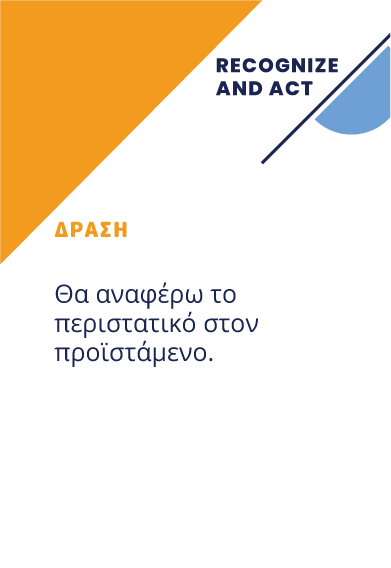 RECOGNIZE
AND ACT
ΔΡΑΣΗ
Θα αναφέρω το
περιστατικό στον
προϊστάμενο.